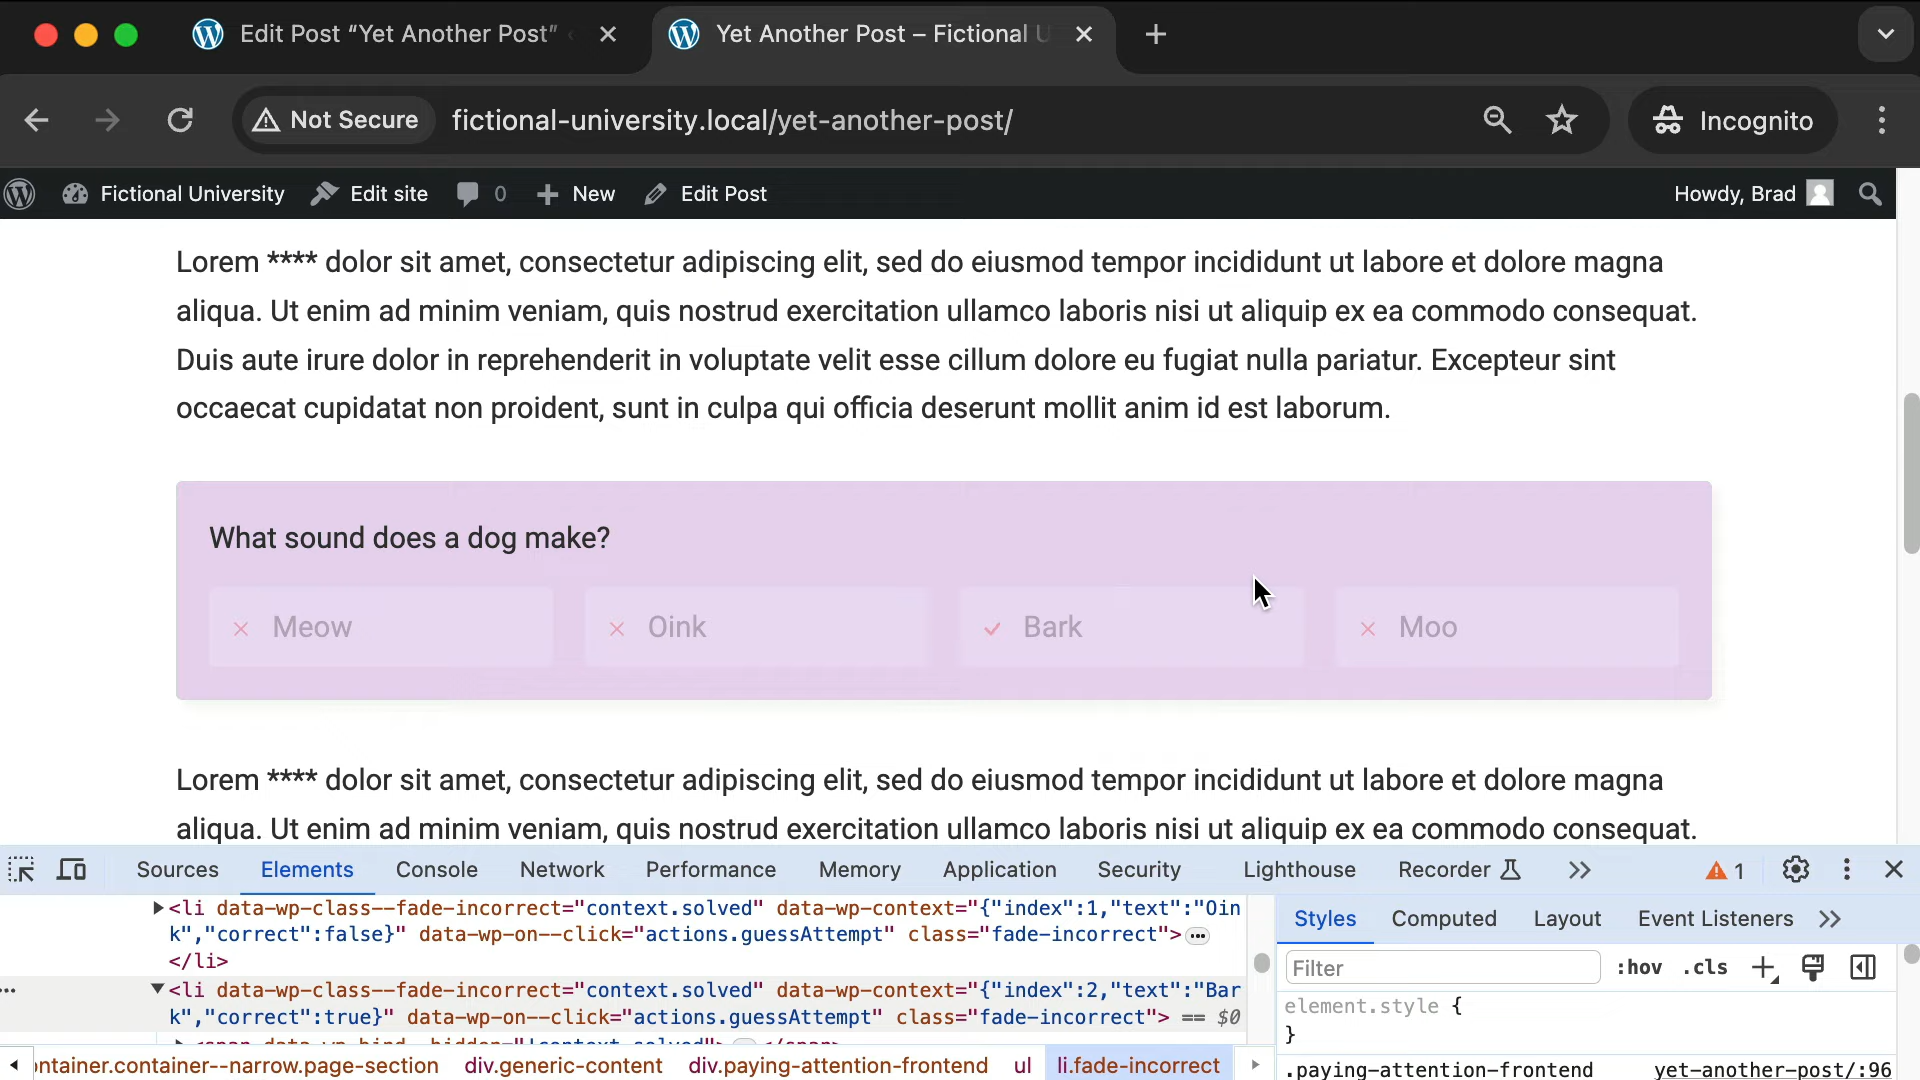 Edit Post “Yet Another Post”
Yet Another Post – Fictional U
Not Secure
fictional-university.local/yet-another-post/
Incognito
Fictional University
Edit site
0
New
Edit Post
Howdy, Brad
Lorem **** dolor sit amet, consectetur adipiscing elit, sed do eiusmod tempor incididunt ut labore et dolore magna
aliqua. Ut enim ad minim veniam, quis nostrud exercitation ullamco laboris nisi ut aliquip ex ea commodo consequat.
Duis aute irure dolor in reprehenderit in voluptate velit esse cillum dolore eu fugiat nulla pariatur. Excepteur sint
occaecat cupidatat non proident, sunt in culpa qui officia deserunt mollit anim id est laborum.
What sound does a dog make?
Meow
Oink
Bark
Moo
Lorem **** dolor sit amet, consectetur adipiscing elit, sed do eiusmod tempor incididunt ut labore et dolore magna
aliqua. Ut enim ad minim veniam, quis nostrud exercitation ullamco laboris nisi ut aliquip ex ea commodo consequat.
Sources
Elements
Console
Network
Performance
Memory
Application
Security
Lighthouse
Recorder
1
<li data-wp-class--fade-incorrect="context.solved" data-wp-context="{"index":1,"text":"Oin
k","correct":false}" data-wp-on--click="actions.guessAttempt" class="fade-incorrect">
</li>
<li data-wp-class--fade-incorrect="context.solved" data-wp-context="{"index":2,"text":"Bar
k","correct":true}" data-wp-on--click="actions.guessAttempt" class="fade-incorrect"> == $0
ntainer.container--narrow.page-section
div.generic-content
div.paying-attention-frontend
ul
li.fade-incorrect
Styles
Computed
Layout
Event Listeners
Filter
:hov
.cls
element.style {
}
.paying-attention-frontend
yet-another-post/:96